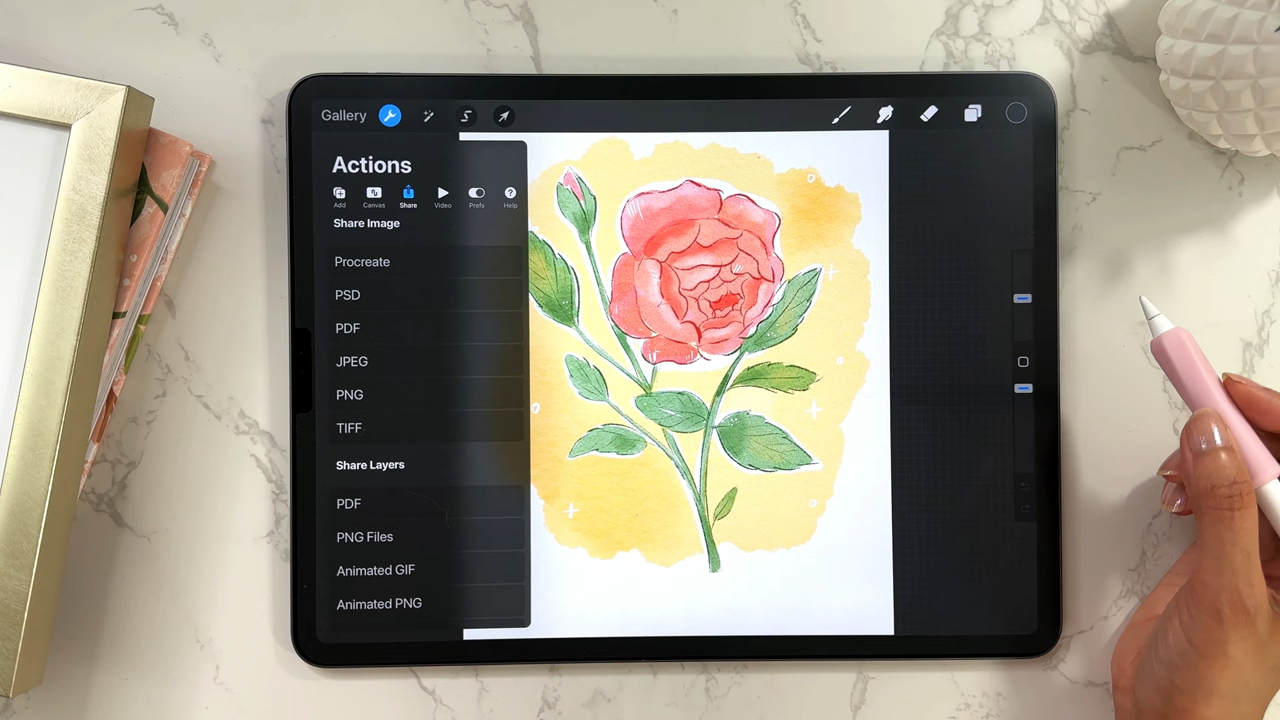 Gallery
Actions
Add Canvas Share Video Prefs Help
Share Image
Procreate
PSD
PDF
JPEG
PNG
TIFF
Share Layers
PDF
PNG Files
Animated GIF
Animated PNG